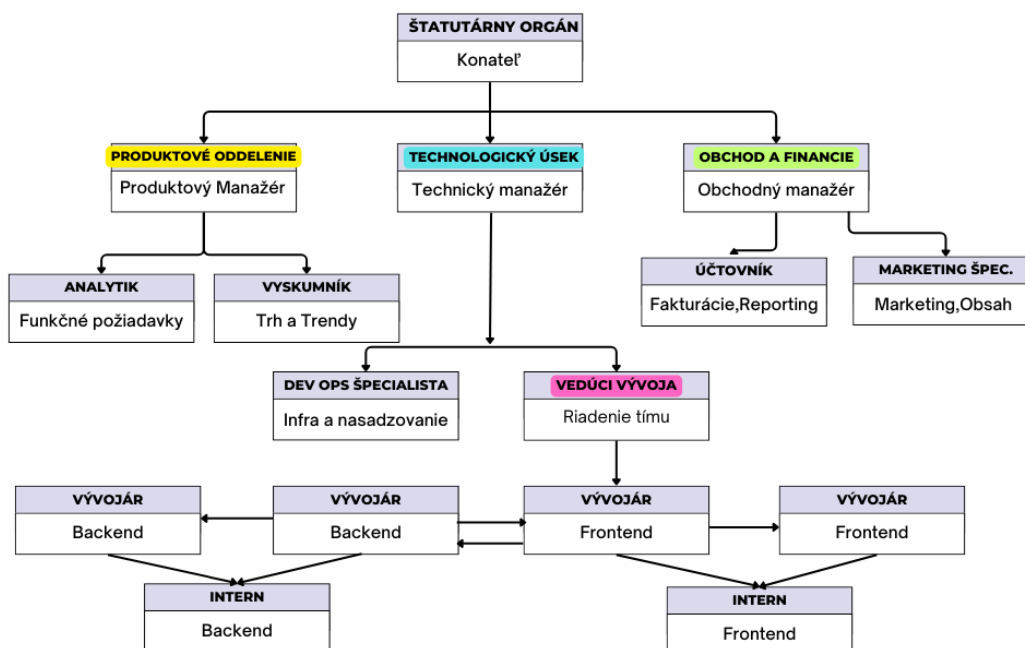 ŠTATUTÁRNY ORGÁN
Konateľ
PRODUKTOVÉ ODDELENIE
Produktový Manažér
TECHNOLOGICKÝ ÚSEK
Technický manažér
OBCHOD A FINANCIE
Obchodný manažér
ANALYTIK
Funkčné požiadavky
VYSKUMNÍK
Trh a Trendy
ÚČTOVNÍK
Fakturácie,Reporting
MARKETING ŠPEC.
Marketing,Obsah
DEV OPS ŠPECIALISTA
Infra a nasadzovanie
VEDÚCI VÝVOJA
Riadenie tímu
VÝVOJÁR
Backend
VÝVOJÁR
Backend
VÝVOJÁR
Frontend
VÝVOJÁR
Frontend
INTERN
Backend
INTERN
Frontend